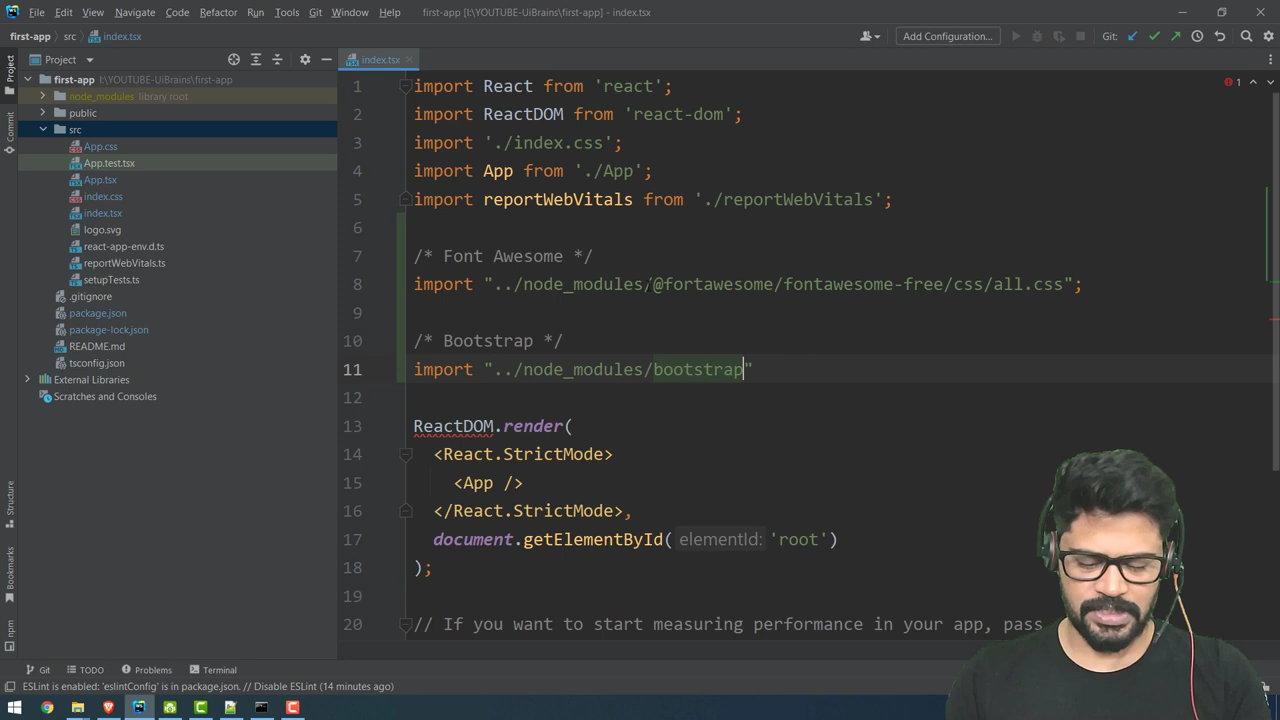 File Edit View Navigate Code Refactor Run Tools Git Window Help first-app [I:\YOUTUBE-UiBrains\first-app] - index.tsx
first-app src index.tsx Add Configuration... Git:
Project
Project
Commit
Structure
Bookmarks
npm
first-app I:\YOUTUBE-UiBrains\first-app
node_modules library root
public
src
App.css
App.test.tsx
App.tsx
index.css
index.tsx
logo.svg
react-app-env.d.ts
reportWebVitals.ts
setupTests.ts
.gitignore
package.json
package-lock.json
README.md
tsconfig.json
External Libraries
Scratches and Consoles
index.tsx
1
1 import React from 'react';
2 import ReactDOM from 'react-dom';
3 import './index.css';
4 import App from './App';
5 import reportWebVitals from './reportWebVitals';
6
7 /* Font Awesome */
8 import "../node_modules/@fortawesome/fontawesome-free/css/all.css";
9
10 /* Bootstrap */
11 import "../node_modules/bootstrap"
12
13 ReactDOM.render(
14 <React.StrictMode>
15 <App />
16 </React.StrictMode>,
17 document.getElementById( elementId: 'root')
18 );
19
20 // If you want to start measuring performance in your app, pass
Git TODO Problems Terminal
ESLint is enabled: 'eslintConfig' is in package.json. // Disable ESLint (14 minutes ago)